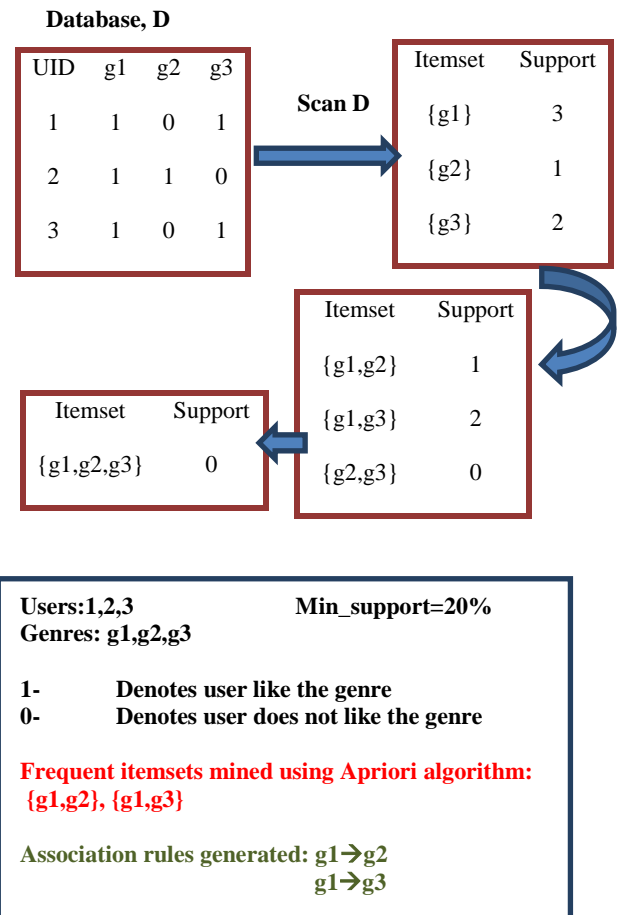 Database, D
UID g1 g2 g3
1 1 0 1
2 1 1 0
3 1 0 1
Scan D
Itemset Support
{g1} 3
{g2} 1
{g3} 2
Itemset Support
{g1,g2} 1
{g1,g3} 2
{g2,g3} 0
Itemset Support
{g1,g2,g3} 0
Users:1,2,3 Min_support=20%
Genres: g1,g2,g3
1- Denotes user like the genre
0- Denotes user does not like the genre
Frequent itemsets mined using Apriori algorithm:
{g1,g2}, {g1,g3}
Association rules generated: g1→g2
g1→g3